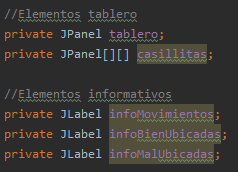 //Elementos tablero
private JPanel tablero;
private JPanel[][] casillitas;
//Elementos informativos
private JLabel infoMovimientos;
private JLabel infoBienUbicadas;
private JLabel infoMalUbicadas;